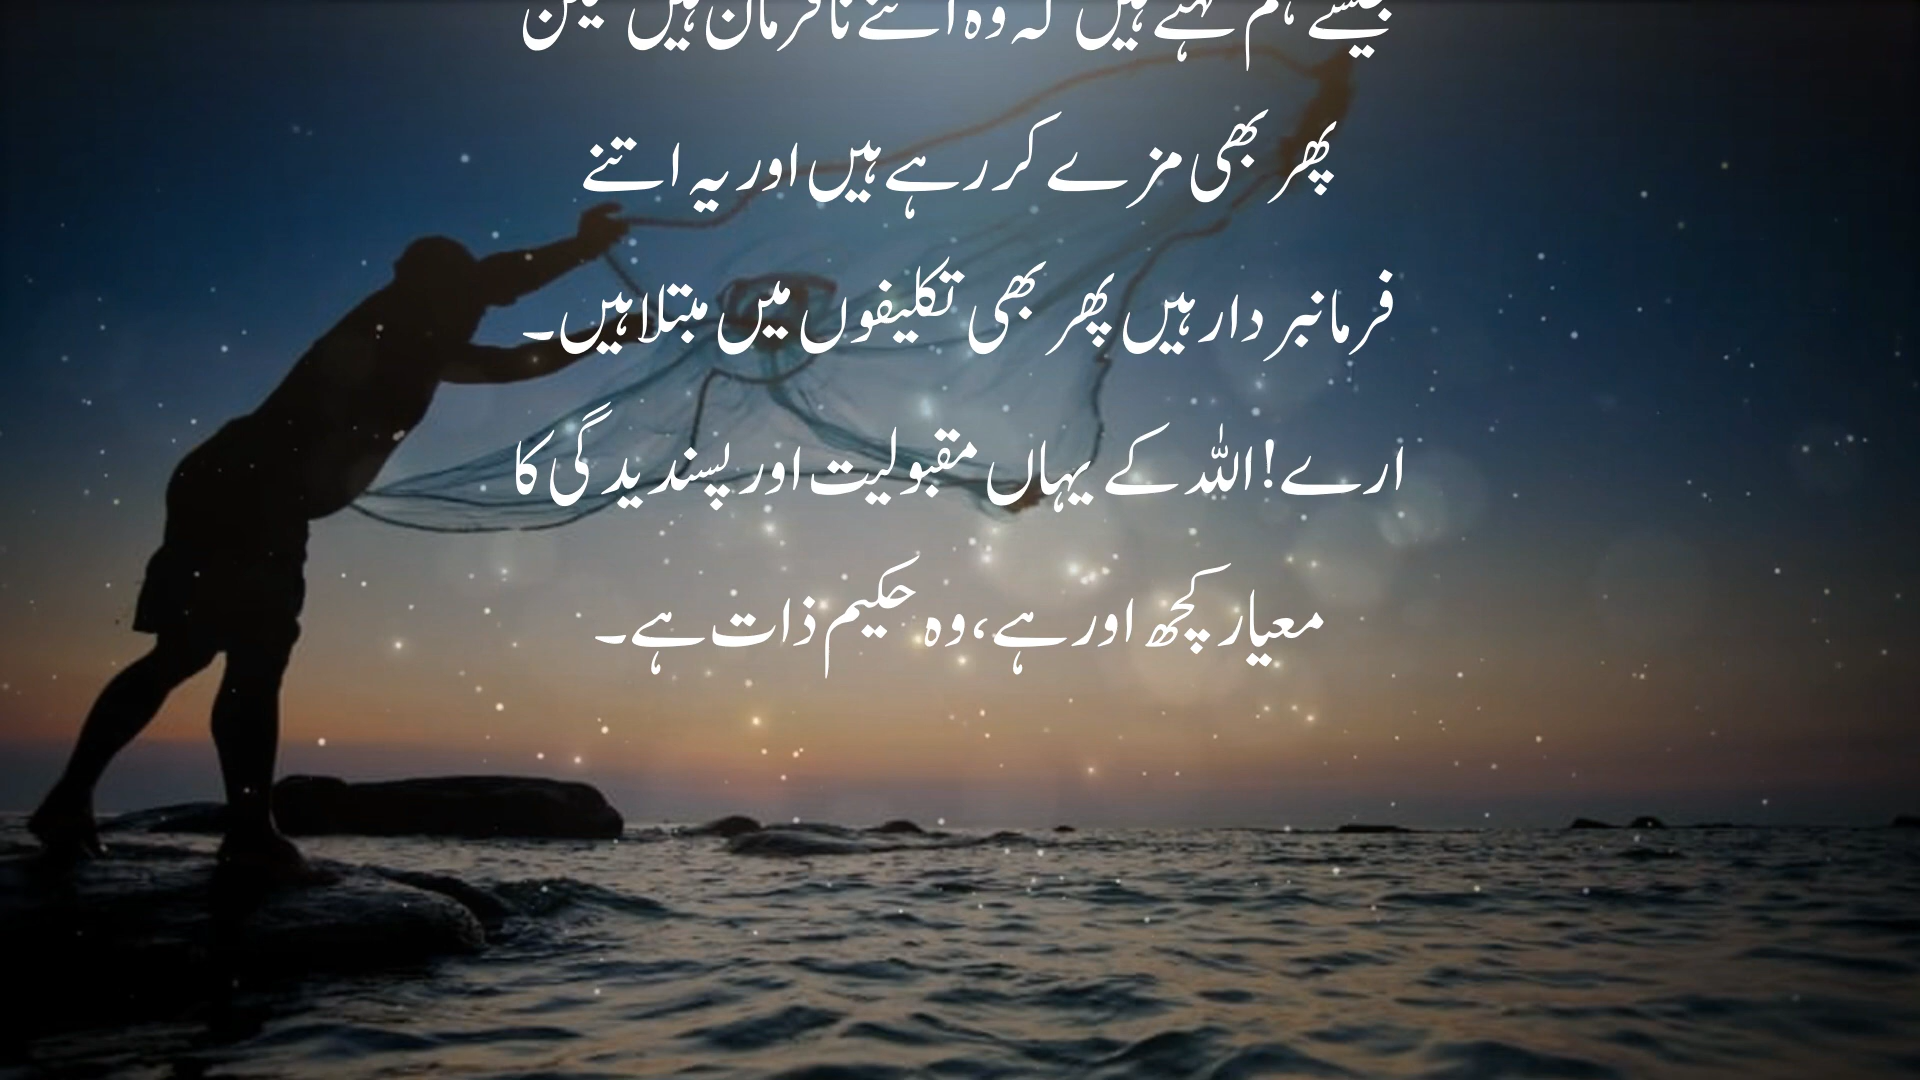 جیسے ہم کہتے ہیں کہ وہ اتنے نافرمان ہیں لیکن
پھر بھی مزے کر رہے ہیں اور یہ اتنے
فرمانبردار ہیں پھر بھی تکلیفوں میں مبتلا ہیں۔
ارے! اللہ کے یہاں مقبولیت اور پسندیدگی کا
معیار کچھ اور ہے، وہ حکیم ذات ہے۔